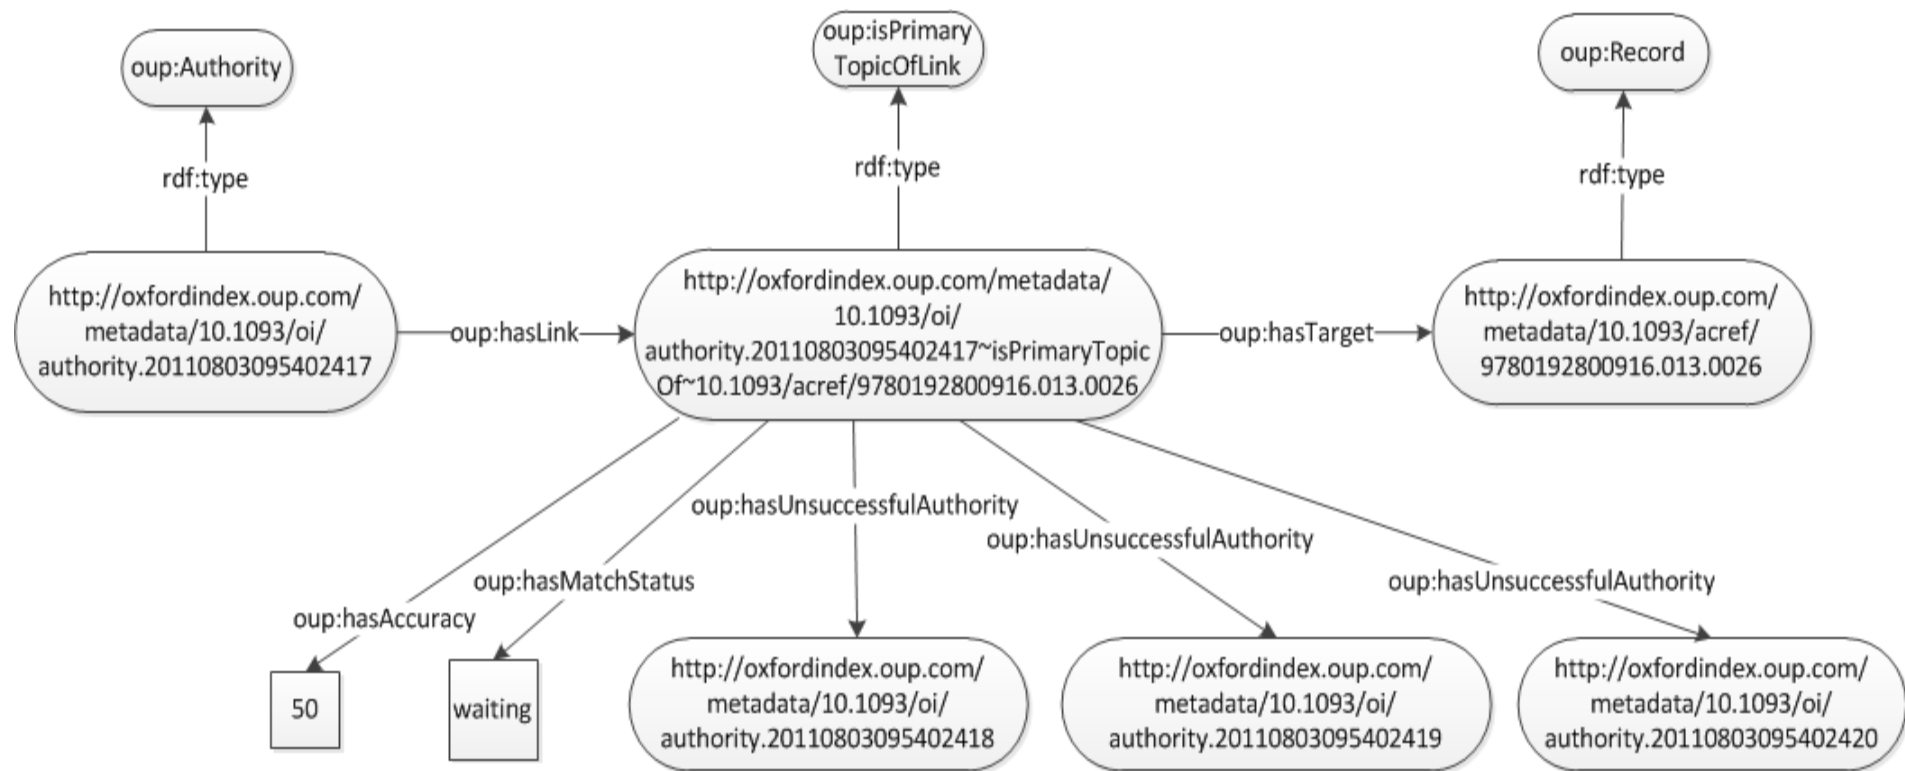 oup:Authority
oup:isPrimary
TopicOfLink
oup:Record
rdf:type
rdf:type
rdf:type
http://oxfordindex.oup.com/
metadata/10.1093/oi/
authority.20110803095402417
oup:hasLink
http://oxfordindex.oup.com/metadata/
10.1093/oi/
authority.20110803095402417~isPrimaryTopic
Of~10.1093/acref/9780192800916.013.0026
oup:hasTarget
http://oxfordindex.oup.com/
metadata/10.1093/acref/
9780192800916.013.0026
oup:hasUnsuccessfulAuthority
oup:hasUnsuccessfulAuthority
oup:hasUnsuccessfulAuthority
oup:hasMatchStatus
oup:hasAccuracy
50
waiting
http://oxfordindex.oup.com/
metadata/10.1093/oi/
authority.20110803095402418
http://oxfordindex.oup.com/
metadata/10.1093/oi/
authority.20110803095402419
http://oxfordindex.oup.com/
metadata/10.1093/oi/
authority.20110803095402420